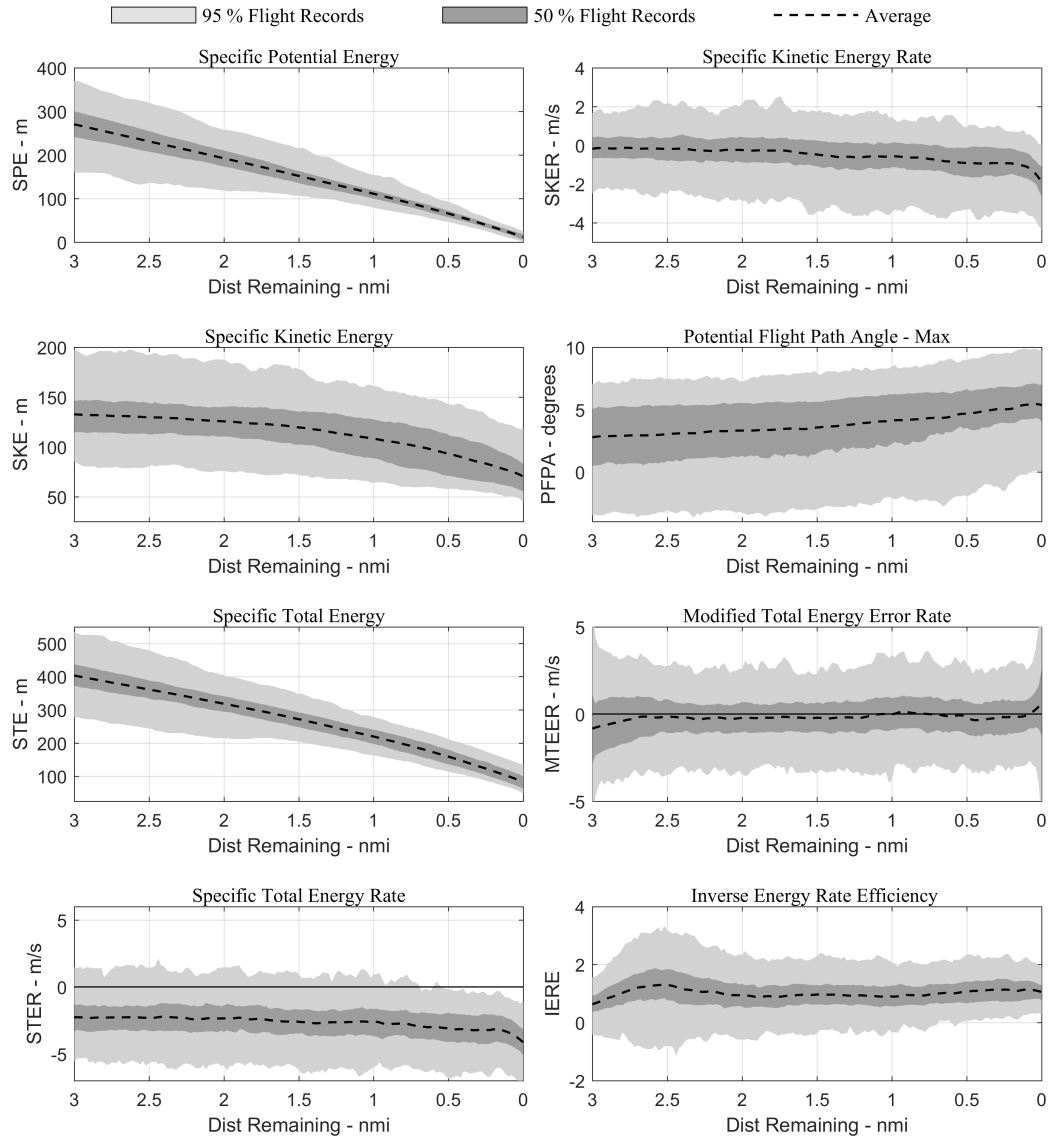 95 % Flight Records 50 % Flight Records Average
Specific Potential Energy
400
300
200
100
0
SPE - m
3 2.5 2 1.5 1 0.5 0
Dist Remaining - nmi
Specific Kinetic Energy Rate
4
2
0
-2
-4
SKER - m/s
3 2.5 2 1.5 1 0.5 0
Dist Remaining - nmi
Specific Kinetic Energy
200
150
100
50
SKE - m
3 2.5 2 1.5 1 0.5 0
Dist Remaining - nmi
Potential Flight Path Angle - Max
10
5
0
PFPA - degrees
3 2.5 2 1.5 1 0.5 0
Dist Remaining - nmi
Specific Total Energy
500
400
300
200
100
STE - m
3 2.5 2 1.5 1 0.5 0
Dist Remaining - nmi
Modified Total Energy Error Rate
5
0
-5
MTEER - m/s
3 2.5 2 1.5 1 0.5 0
Dist Remaining - nmi
Specific Total Energy Rate
5
0
-5
STER - m/s
3 2.5 2 1.5 1 0.5 0
Dist Remaining - nmi
Inverse Energy Rate Efficiency
4
2
0
-2
IERE
3 2.5 2 1.5 1 0.5 0
Dist Remaining - nmi